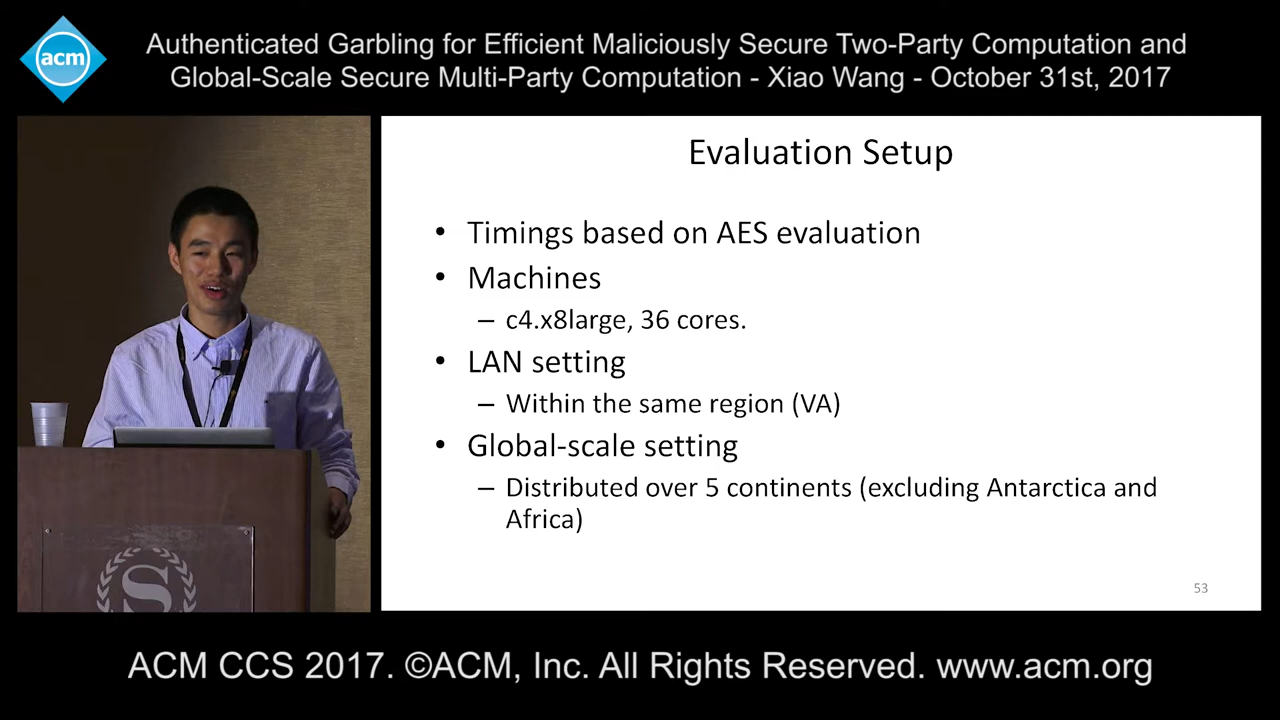 acm
Authenticated Garbling for Efficient Maliciously Secure Two-Party Computation and
Global-Scale Secure Multi-Party Computation - Xiao Wang - October 31st, 2017
Evaluation Setup
• Timings based on AES evaluation
• Machines
– c4.x8large, 36 cores.
• LAN setting
– Within the same region (VA)
• Global-scale setting
– Distributed over 5 continents (excluding Antarctica and
Africa)
53
S
ACM CCS 2017. ©ACM, Inc. All Rights Reserved. www.acm.org